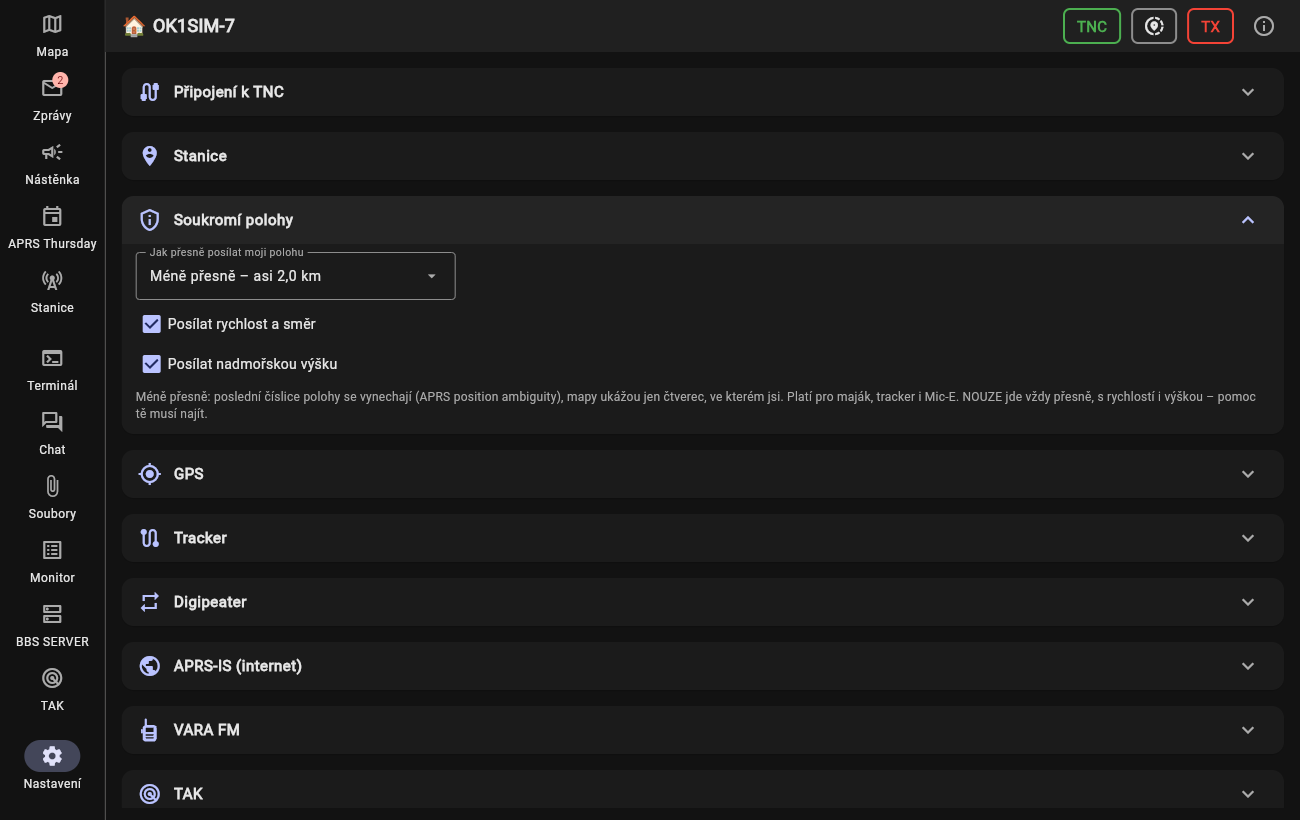 OK1SIM-7
TNC
TX
Mapa
2
Zprávy
Nástěnka
APRS Thursday
Stanice
Terminál
Chat
Soubory
Monitor
BBS SERVER
TAK
Nastavení
Připojení k TNC
Stanice
Soukromí polohy
Jak přesně posílat moji polohu
Méně přesně – asi 2,0 km
Posílat rychlost a směr
Posílat nadmořskou výšku
Méně přesně: poslední číslice polohy se vynechají (APRS position ambiguity), mapy ukážou jen čtverec, ve kterém jsi. Platí pro maják, tracker i Mic-E. NOUZE jde vždy přesně, s rychlostí i výškou – pomoc
tě musí najít.
GPS
Tracker
Digipeater
APRS-IS (internet)
VARA FM
TAK